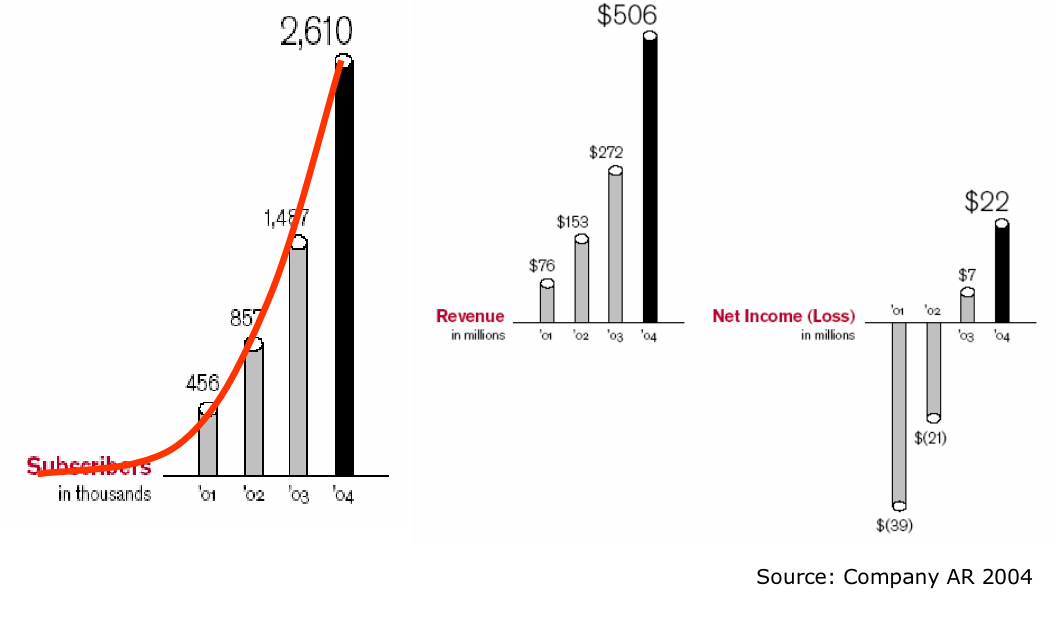 2,610
1,487
857
456
Subscribers
in thousands
'01 '02 '03 '04
$506
$272
$153
$76
Revenue
in millions
'01 '02 '03 '04
$22
$7
'01 '02
Net Income (Loss)
in millions
'03 '04
$(21)
$(39)
Source: Company AR 2004